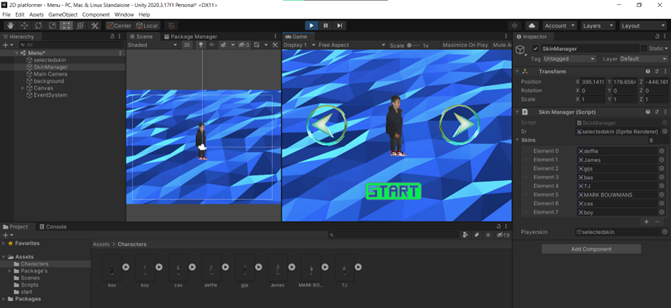 2D platformer - Menu - PC, Mac & Linux Standalone - Unity 2020.3.17f1 Personal* <DX11>
File Edit Assets GameObject Component Window Help
Center Local Account Layers Layout
Hierarchy Scene Package Manager Game Inspector
All
Shaded 2D Display 1 Free Aspect Scale 1x Maximize On Play Mute
Menu*
selectedskin
SkinManager
Main Camera
background
Canvas
EventSystem
START
SkinManager Static
Tag Untagged Layer Default
Transform
Position X 395.1411 Y 178.8564 Z -446.161
Rotation X 0 Y 0 Z 0
Scale X 1 Y 1 Z 1
Skin Manager (Script)
Script SkinManager
Sr selectedskin (Sprite Renderer)
Skins 8
Element 0 deffie
Element 1 James
Element 2 gijs
Element 3 bas
Element 4 TJ
Element 5 MARK BOUWMANS
Element 6 cas
Element 7 boy
Playerskin selectedskin
Add Component
Project Console
Favorites
Assets
Characters
Package's
Scenes
Scripts
start
Packages
Assets > Characters
bas boy cas deffie gijs James MARK BO... TJ